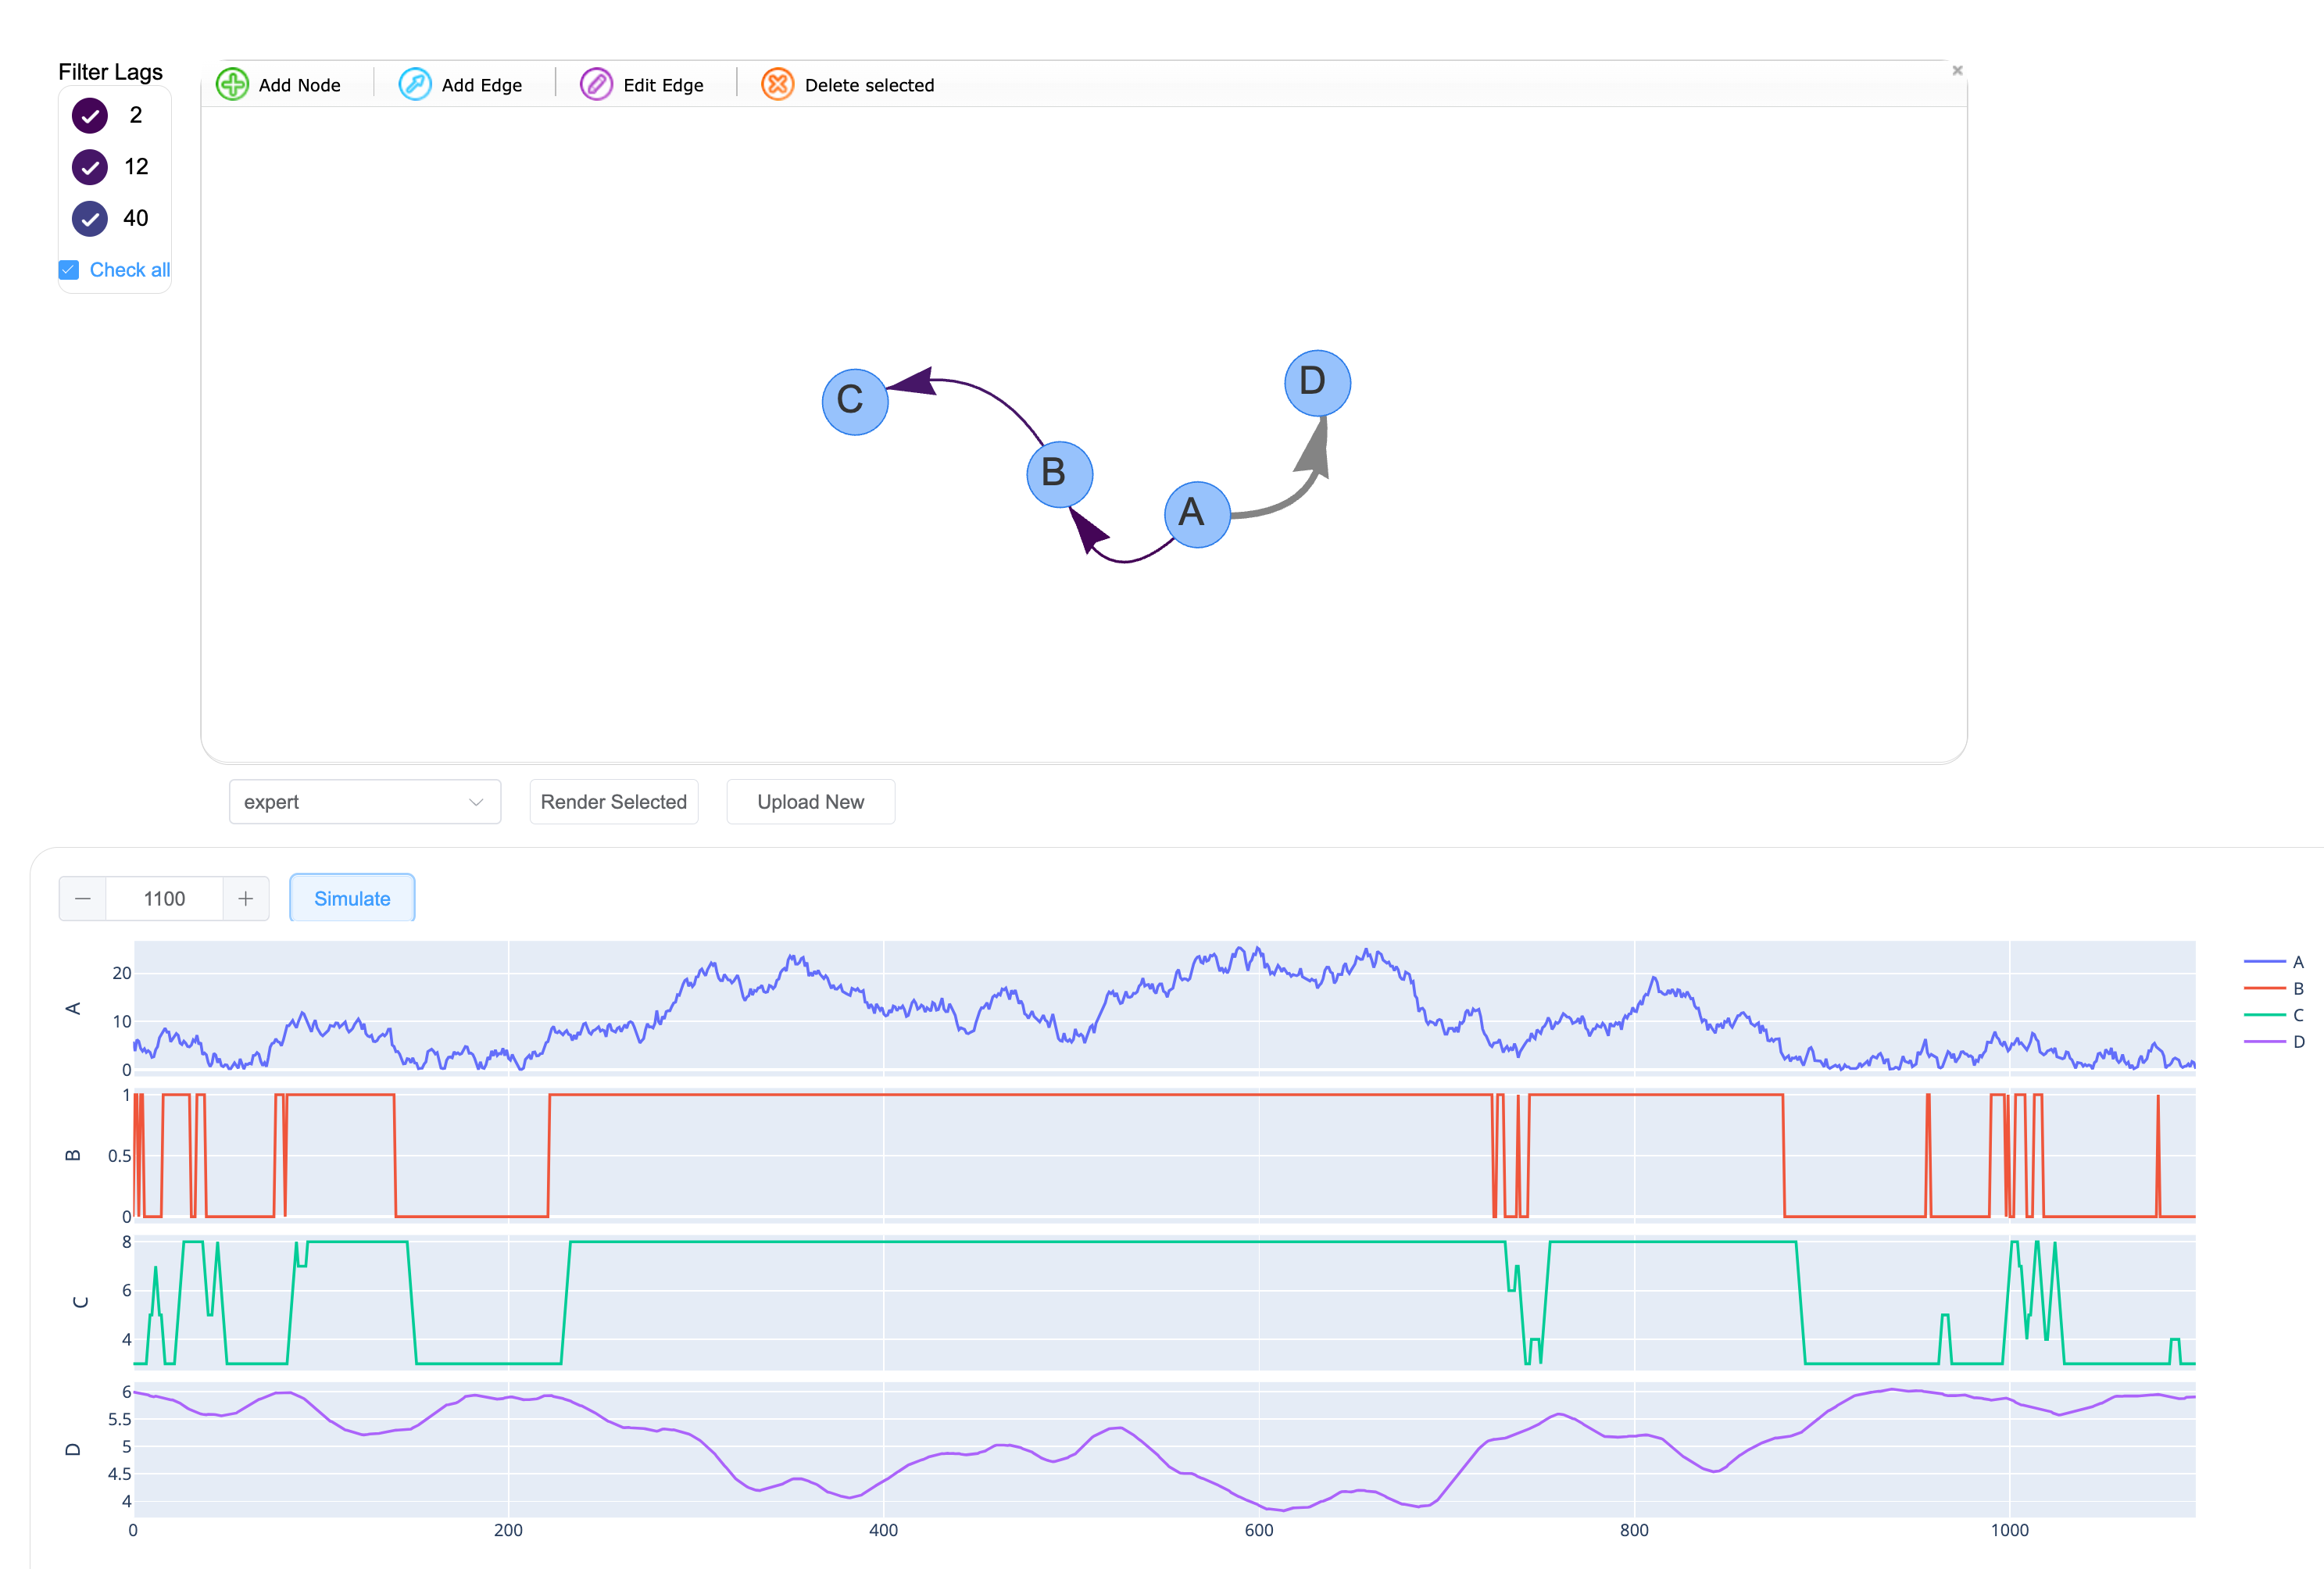 Filter Lags
2
12
40
Check all
Add Node
Add Edge
Edit Edge
Delete selected
C
D
B
A
expert
Render Selected
Upload New
1100
Simulate
A
20
10
0
A
B
C
D
B
1
0.5
0
C
8
6
4
D
6
5.5
5
4.5
4
0
200
400
600
800
1000